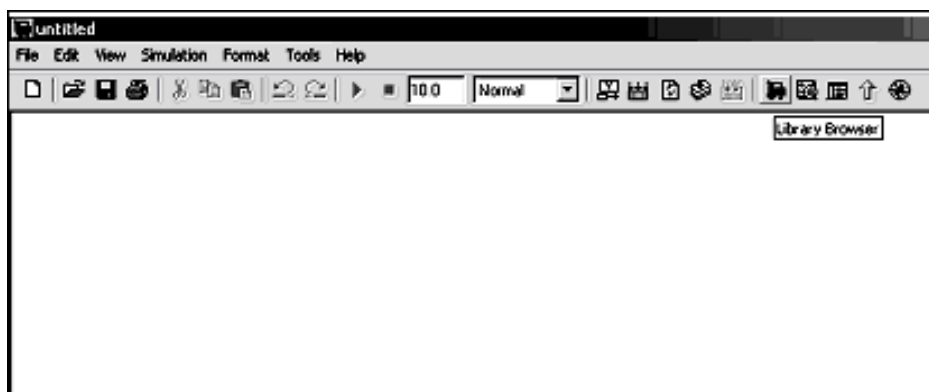 untitled
File Edit View Simulation Format Tools Help
10.0 Normal
Library Browser